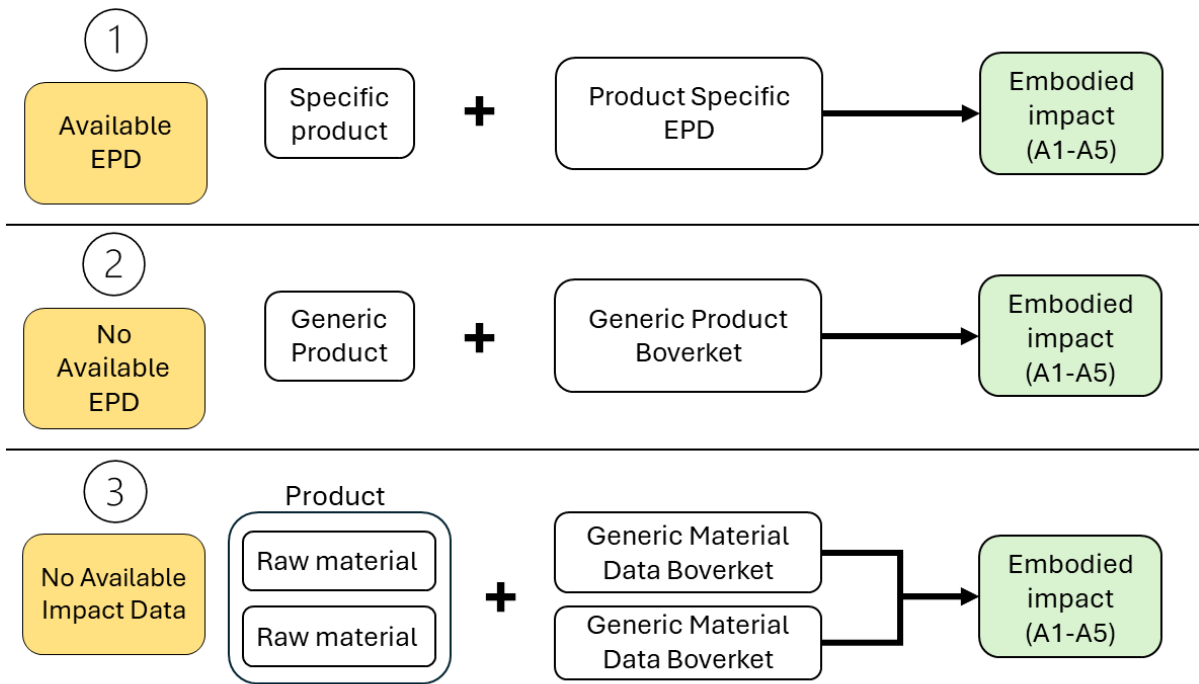 1
Available
EPD
Specific
product
+
Product Specific
EPD
Embodied
impact
(A1-A5)
2
No
Available
EPD
Generic
Product
+
Generic Product
Boverket
Embodied
impact
(A1-A5)
3
No Available
Impact Data
Product
Raw material
Raw material
+
Generic Material
Data Boverket
Generic Material
Data Boverket
Embodied
impact
(A1-A5)